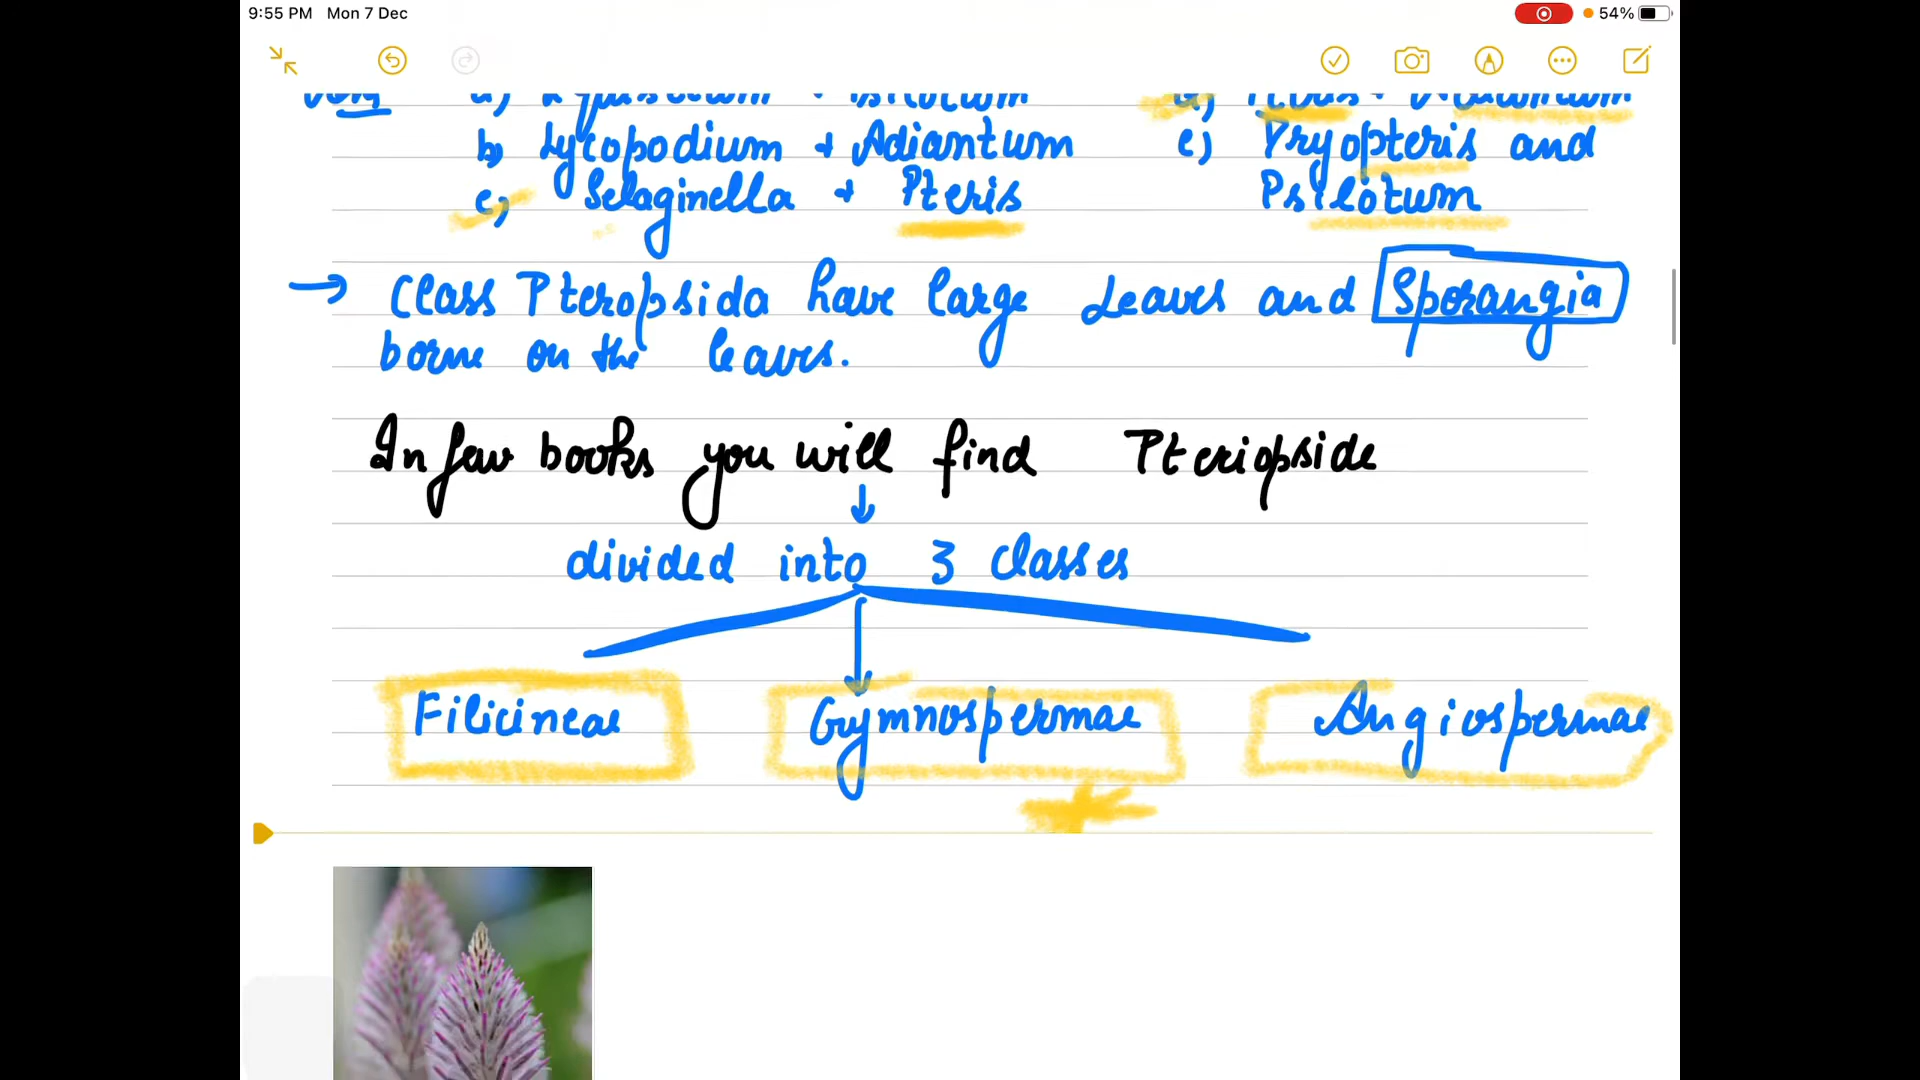 9:55 PM Mon 7 Dec
54%
b) Lycopodium + Adiantum
c) Selaginella + Pteris
e) Dryopteris and
Psilotum
→ Class Pteropsida have large Leaves and Sporangia
borne on the leaves.
In few books you will find Pteriopside
↓
divided into 3 classes
Filicineae Gymnospermae Angiospermae